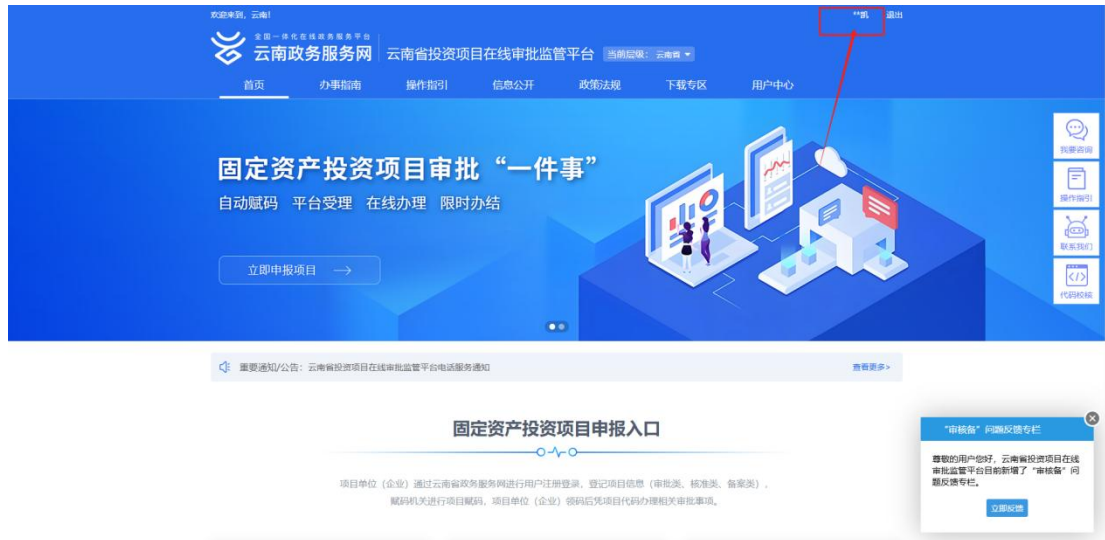 欢迎来到，云南！
**凯 退出
全国一体化在线政务服务平台
云南政务服务网 云南省投资项目在线审批监管平台 当前层级：云南省
首页 办事指南 操作指引 信息公开 政策法规 下载专区 用户中心
固定资产投资项目审批“一件事”
自动赋码 平台受理 在线办理 限时办结
立即申报项目
我要咨询
操作指引
联系我们
代码校核
重要通知/公告：云南省投资项目在线审批监管平台电话服务通知 查看更多>
固定资产投资项目申报入口
项目单位（企业）通过云南省政务服务网进行用户注册登录，登记项目信息（审批类、核准类、备案类），
赋码机关进行项目赋码，项目单位（企业）领码后凭项目代码办理相关审批事项。
“审核备”问题反馈专栏
尊敬的用户您好，云南省投资项目在线
审批监管平台目前新增了“审核备”问
题反馈专栏。
立即反馈